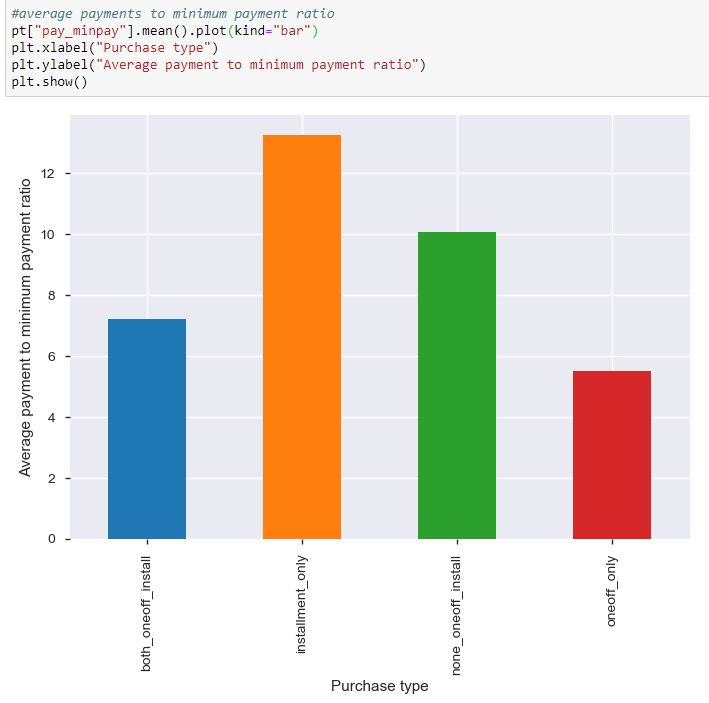 #average payments to minimum payment ratio
pt["pay_minpay"].mean().plot(kind="bar")
plt.xlabel("Purchase type")
plt.ylabel("Average payment to minimum payment ratio")
plt.show()
Average payment to minimum payment ratio
12
10
8
6
4
2
0
both_oneoff_install
installment_only
none_oneoff_install
oneoff_only
Purchase type